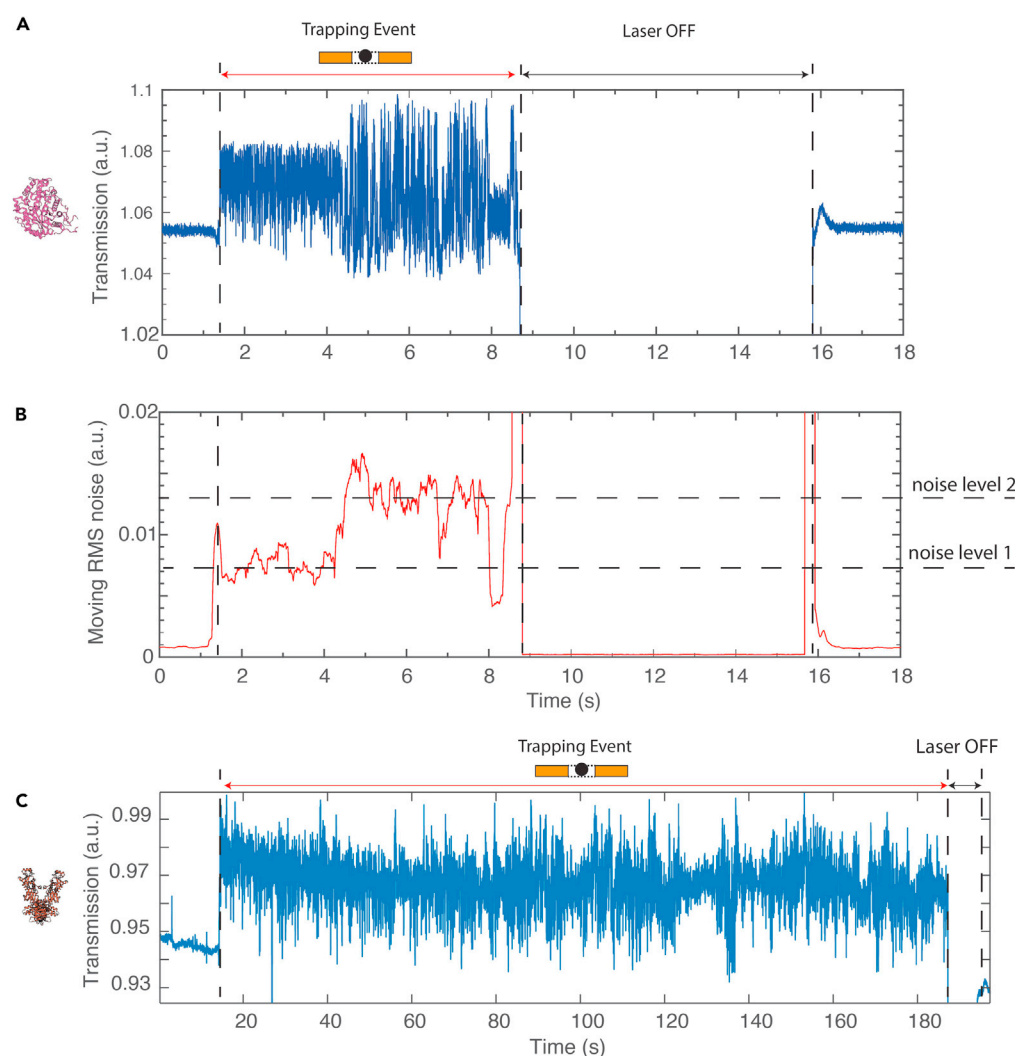 A
Trapping Event
Laser OFF
Transmission (a.u.)
1.1
1.08
1.06
1.04
1.02
0 2 4 6 8 10 12 14 16 18
B
Moving RMS noise (a.u.)
0.02
0.01
0
noise level 2
noise level 1
0 2 4 6 8 10 12 14 16 18
Time (s)
Trapping Event
Laser OFF
C
Transmission (a.u.)
0.99
0.97
0.95
0.93
20 40 60 80 100 120 140 160 180
Time (s)